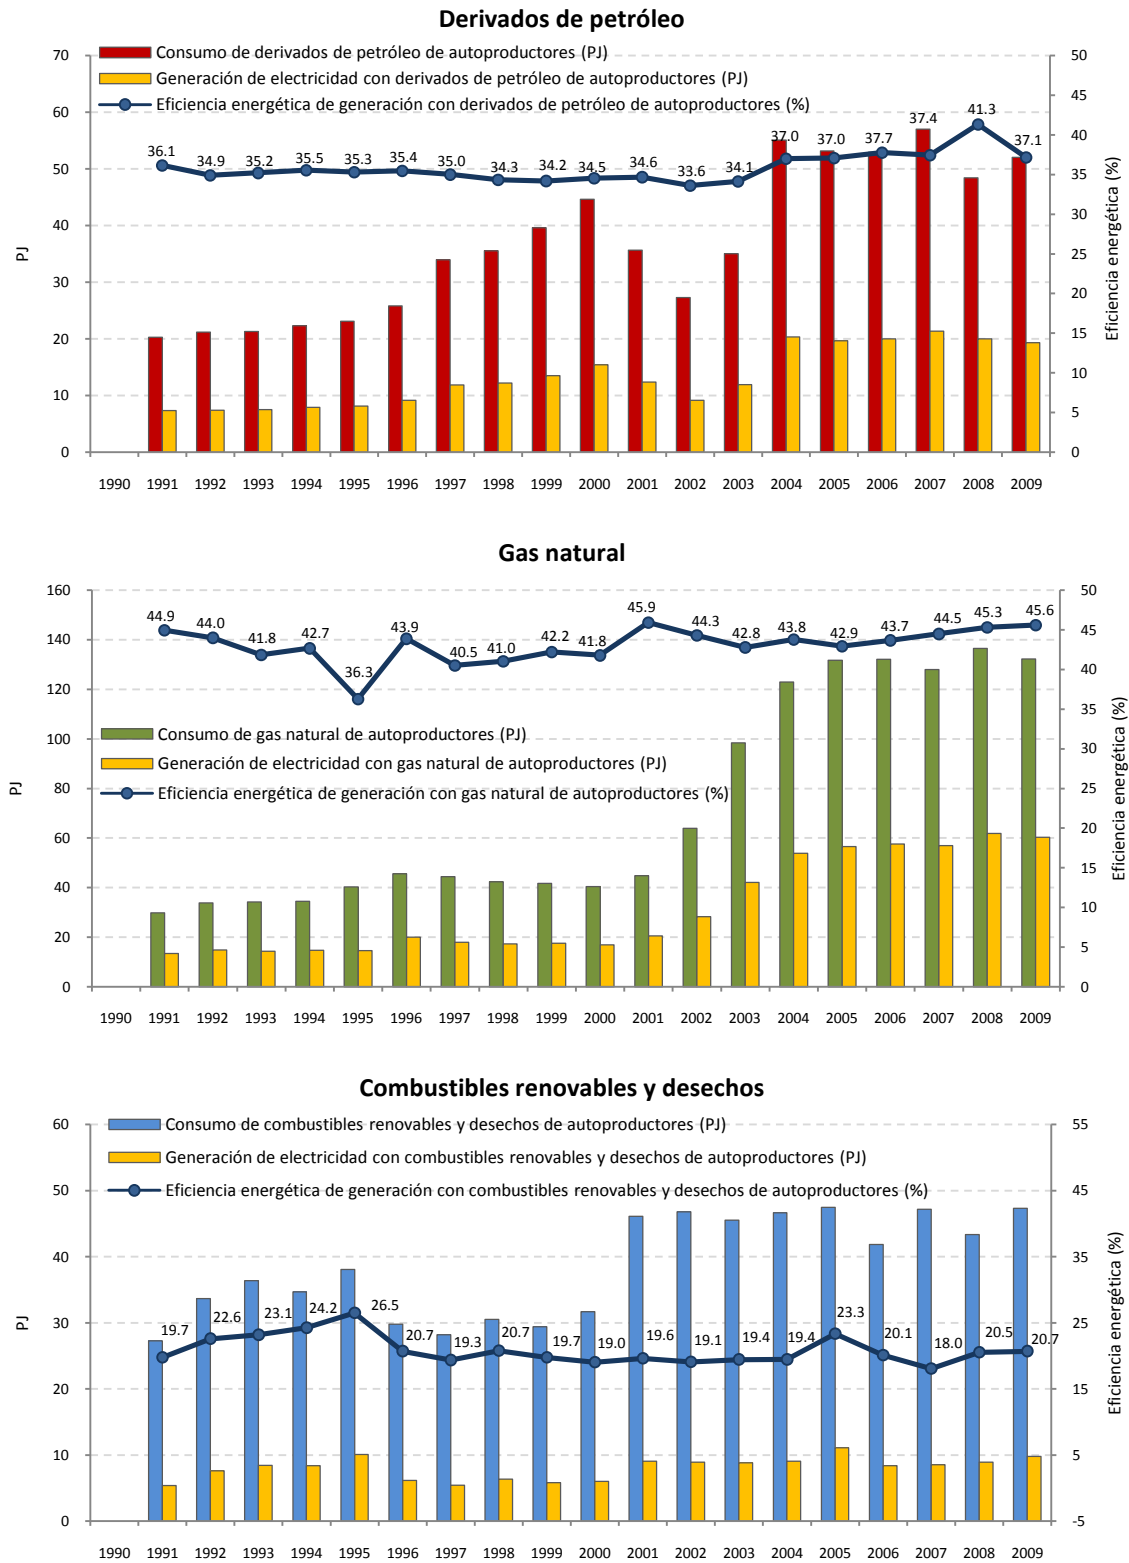 Derivados de petróleo
70
60
50
40
30
20
10
0
PJ
50
45
40
35
30
25
20
15
10
5
0
Eficiencia energética (%)
Consumo de derivados de petróleo de autoproductores (PJ)
Generación de electricidad con derivados de petróleo de autoproductores (PJ)
Eficiencia energética de generación con derivados de petróleo de autoproductores (%)
36.1 34.9 35.2 35.5 35.3 35.4 35.0 34.3 34.2 34.5 34.6 33.6 34.1 37.0 37.0 37.7 37.4 41.3 37.1
1990 1991 1992 1993 1994 1995 1996 1997 1998 1999 2000 2001 2002 2003 2004 2005 2006 2007 2008 2009
Gas natural
160
140
120
100
80
60
40
20
0
PJ
50
45
40
35
30
25
20
15
10
5
0
Eficiencia energética (%)
44.9 44.0 41.8 42.7 36.3 43.9 40.5 41.0 42.2 41.8 45.9 44.3 42.8 43.8 42.9 43.7 44.5 45.3 45.6
Consumo de gas natural de autoproductores (PJ)
Generación de electricidad con gas natural de autoproductores (PJ)
Eficiencia energética de generación con gas natural de autoproductores (%)
1990 1991 1992 1993 1994 1995 1996 1997 1998 1999 2000 2001 2002 2003 2004 2005 2006 2007 2008 2009
Combustibles renovables y desechos
60
50
40
30
20
10
0
PJ
55
45
35
25
15
5
-5
Eficiencia energética (%)
Consumo de combustibles renovables y desechos de autoproductores (PJ)
Generación de electricidad con combustibles renovables y desechos de autoproductores (PJ)
Eficiencia energética de generación con combustibles renovables y desechos de autoproductores (%)
19.7 22.6 23.1 24.2 26.5 20.7 19.3 20.7 19.7 19.0 19.6 19.1 19.4 19.4 23.3 20.1 18.0 20.5 20.7
1990 1991 1992 1993 1994 1995 1996 1997 1998 1999 2000 2001 2002 2003 2004 2005 2006 2007 2008 2009